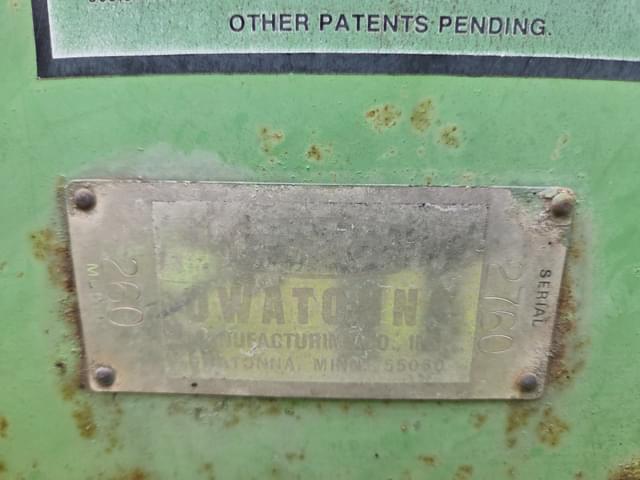 OTHER PATENTS PENDING.
260
OWATONNA
MANUFACTURING CO., INC.
OWATONNA, MINN. 55060
SERIAL
2760